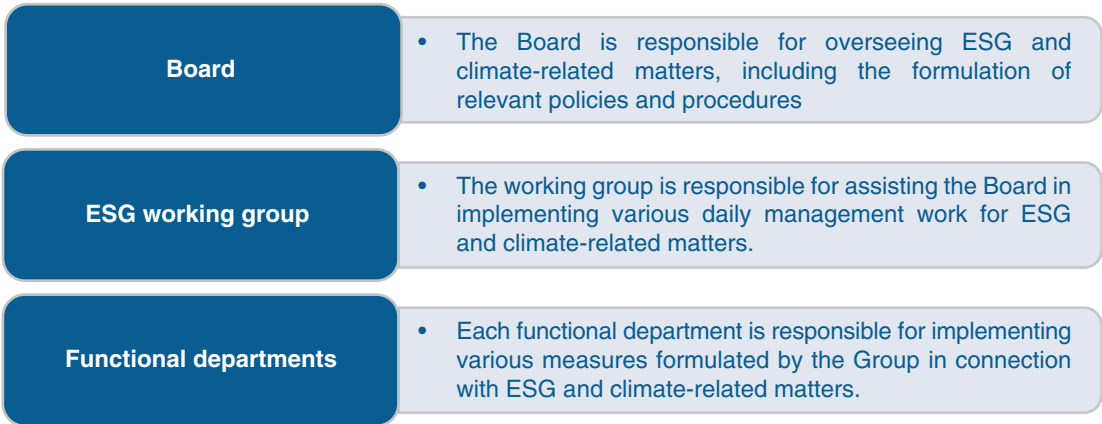 Board
• The Board is responsible for overseeing ESG and
climate-related matters, including the formulation of
relevant policies and procedures
ESG working group
• The working group is responsible for assisting the Board in
implementing various daily management work for ESG
and climate-related matters.
Functional departments
• Each functional department is responsible for implementing
various measures formulated by the Group in connection
with ESG and climate-related matters.